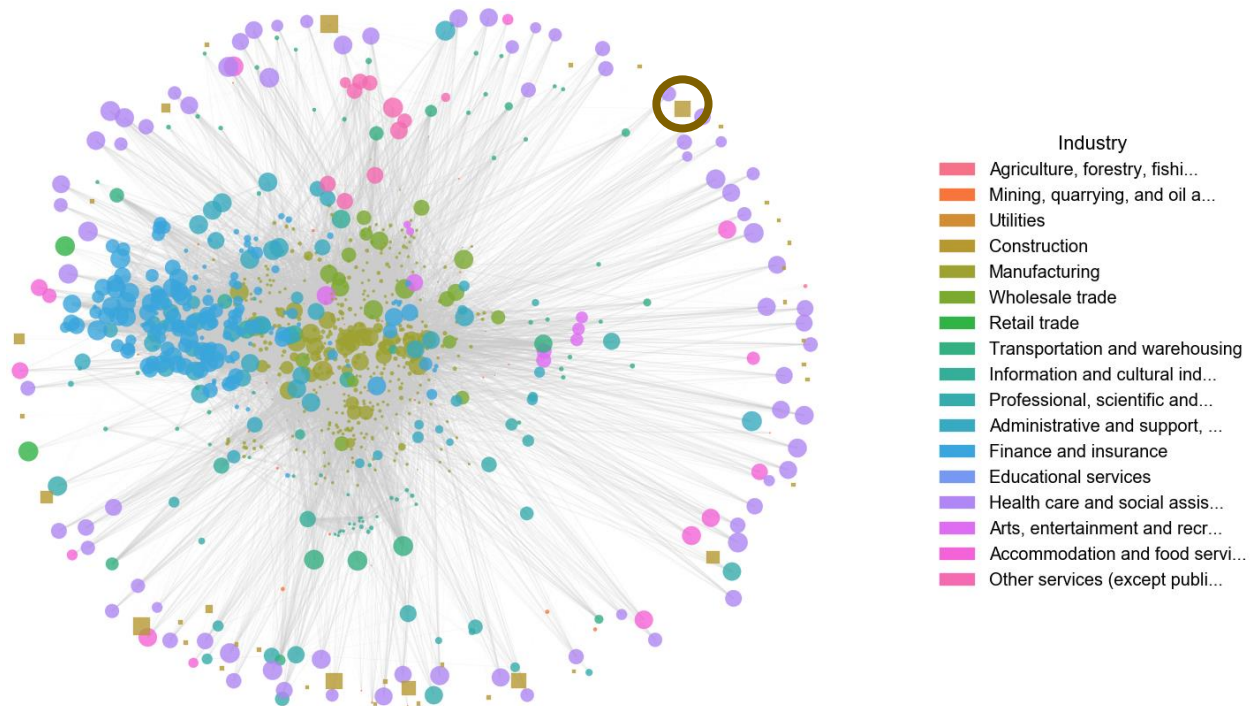 Industry
Agriculture, forestry, fishi...
Mining, quarrying, and oil a...
Utilities
Construction
Manufacturing
Wholesale trade
Retail trade
Transportation and warehousing
Information and cultural ind...
Professional, scientific and...
Administrative and support, ...
Finance and insurance
Educational services
Health care and social assis...
Arts, entertainment and recr...
Accommodation and food servi...
Other services (except publi...